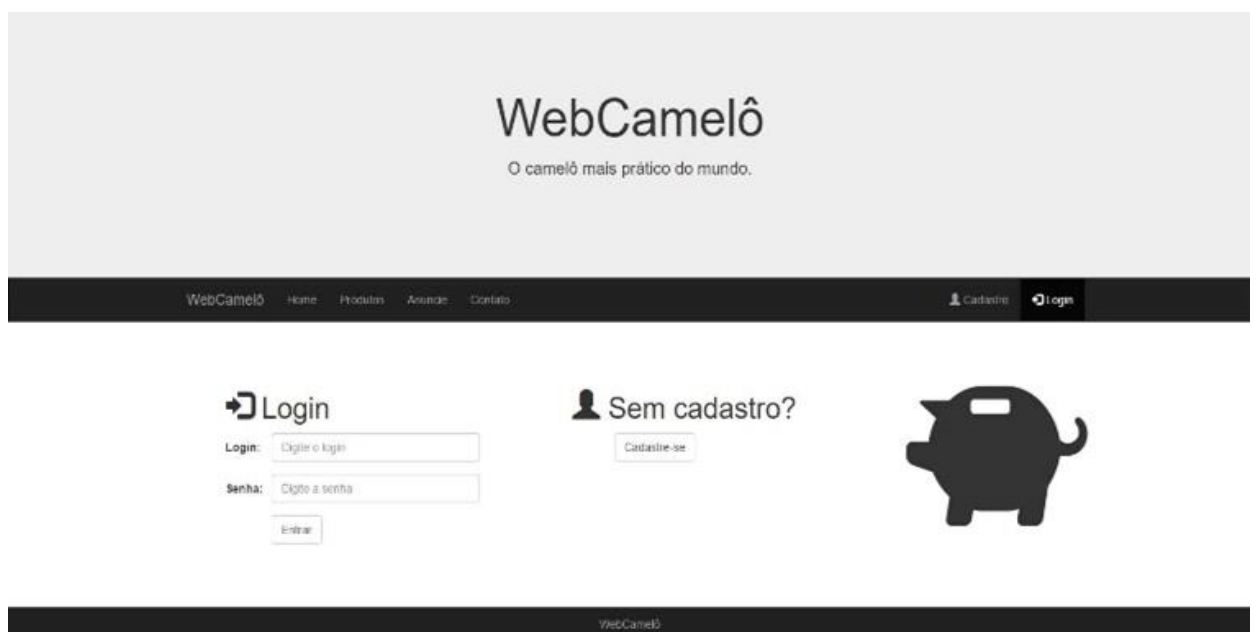 WebCamelô
O camelô mais prático do mundo.
WebCamelô Home Produtos Anuncie Contato Cadastro Login
Login
Sem cadastro?
Login: Digite o login
Cadastre-se
Senha: Digite a senha
Entrar
WebCamelô